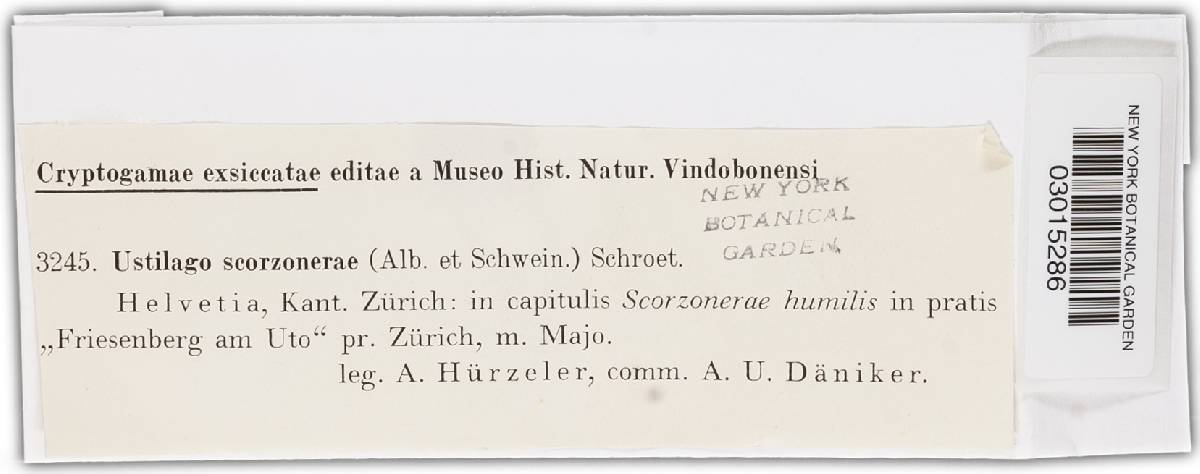 Cryptogamae exsiccatae editae a Museo Hist. Natur. Vindobonensi
NEW YORK
BOTANICAL
GARDEN
3245. Ustilago scorzonerae (Alb. et Schwein.) Schroet.
Helvetia, Kant. Zürich: in capitulis Scorzonerae humilis in pratis
„Friesenberg am Uto“ pr. Zürich, m. Majo.
leg. A. Hürzeler, comm. A. U. Däniker.
NEW YORK BOTANICAL GARDEN
03015286